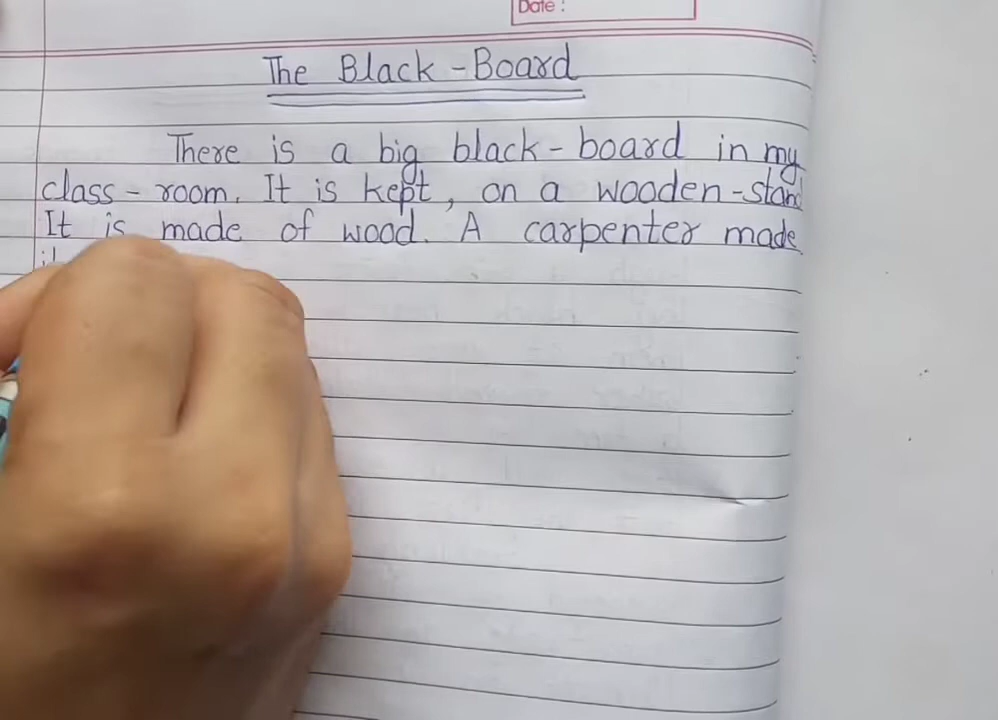 Date :
The Black-Board
There is a big black-board in my
class-room. It is kept, on a wooden-stand
It is made of wood. A carpenter made